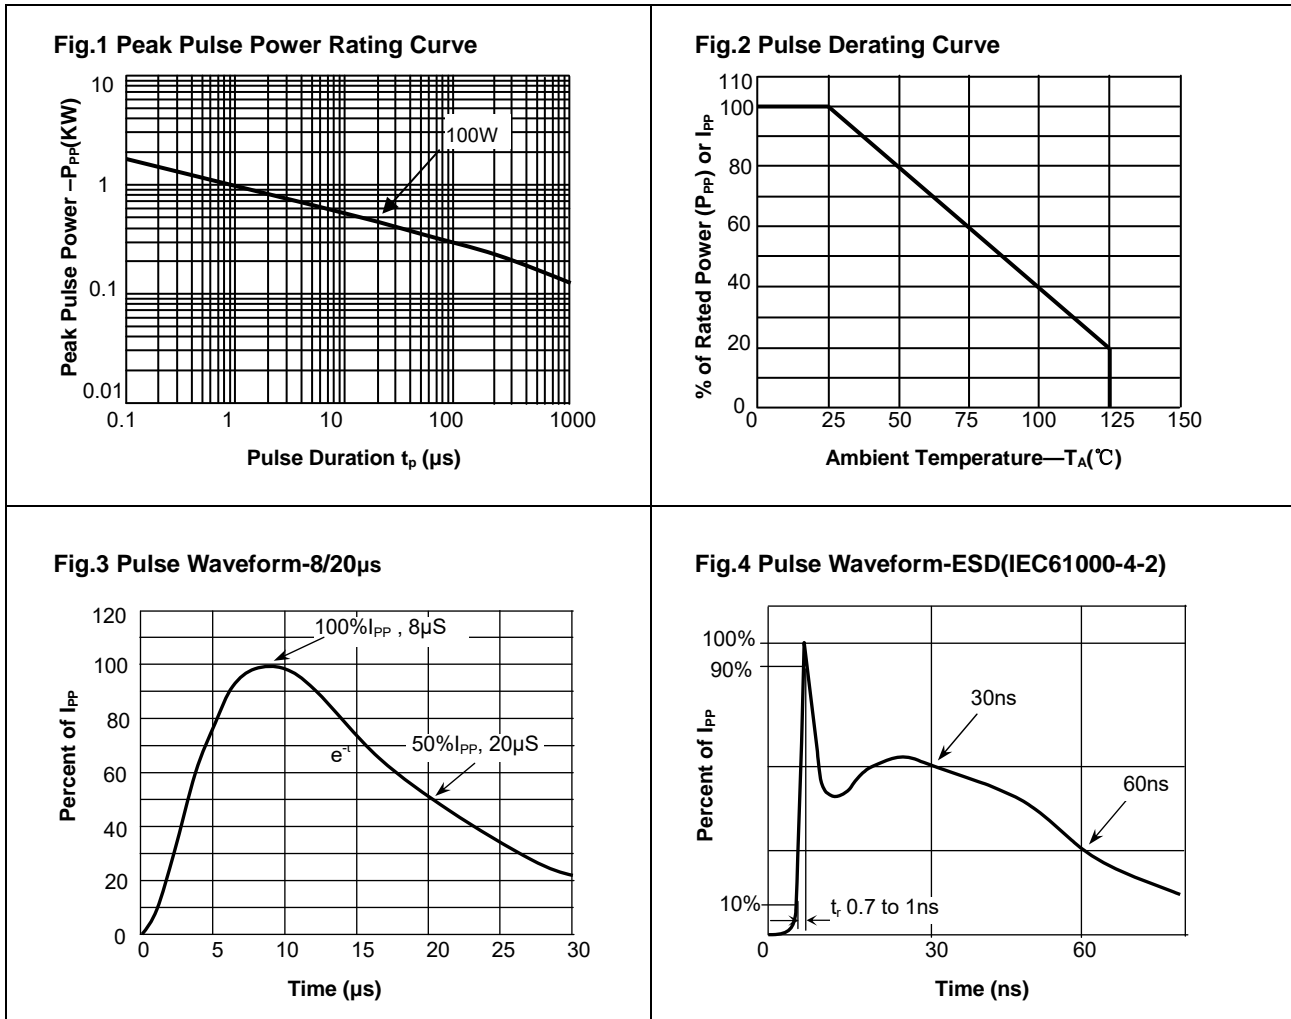 Fig.1 Peak Pulse Power Rating Curve
Peak Pulse Power –PPP(KW)
10
1
0.1
0.01
100W
0.1 1 10 100 1000
Pulse Duration tp (µs)
Fig.2 Pulse Derating Curve
% of Rated Power (PPP) or IPP
110
100
80
60
40
20
0
25 50 75 100 125 150
Ambient Temperature—TA(℃)
Fig.3 Pulse Waveform-8/20µs
Percent of IPP
120
100
80
60
40
20
0
100%IPP , 8µS
e-t
50%IPP, 20µS
0 5 10 15 20 25 30
Time (µs)
Fig.4 Pulse Waveform-ESD(IEC61000-4-2)
Percent of IPP
100%
90%
10%
30ns
60ns
tr 0.7 to 1ns
0 30 60
Time (ns)